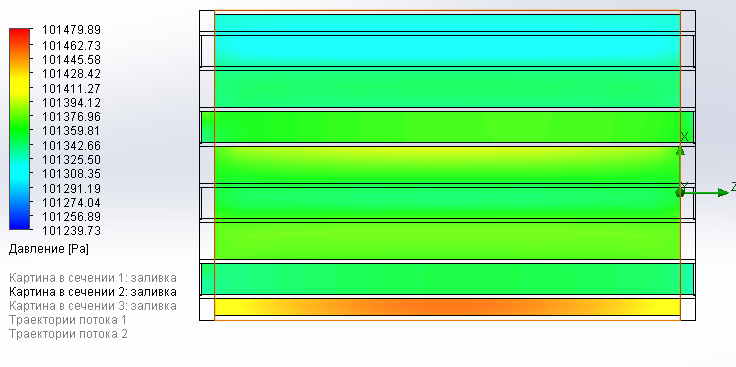 101479.89
101462.73
101445.58
101428.42
101411.27
101394.12
101376.96
101359.81
101342.66
101325.50
101308.35
101291.19
101274.04
101256.89
101239.73
Давление [Pa]
Картина в сечении 1: заливка
Картина в сечении 2: заливка
Картина в сечении 3: заливка
Траектории потока 1
Траектории потока 2
X
Y
Z